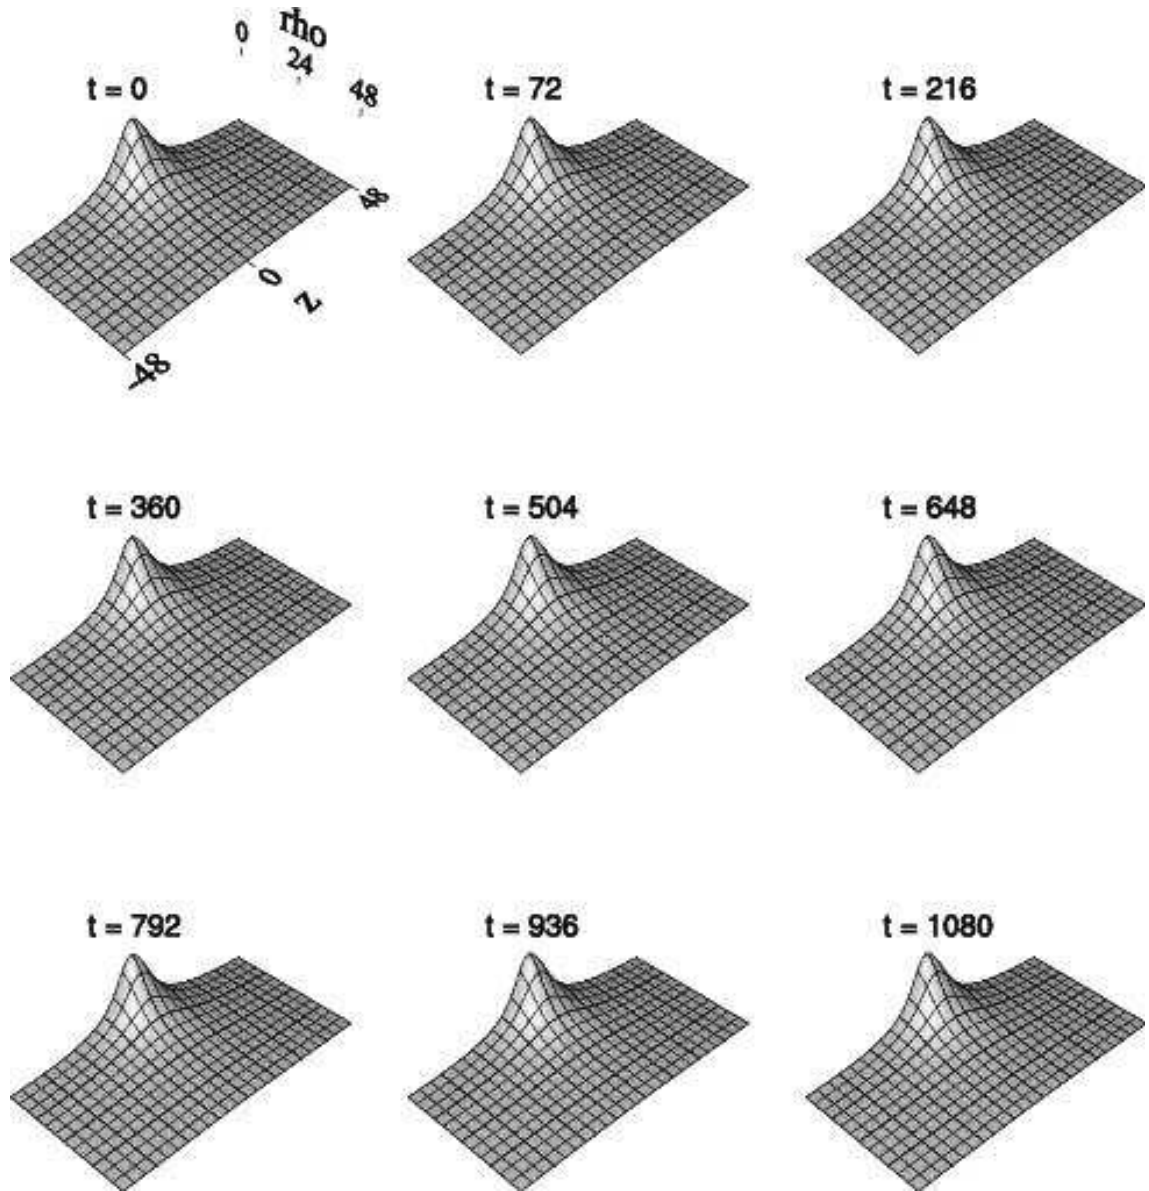 rho
0
24
48
t = 0
t = 72
t = 216
48
0
z
-48
t = 360
t = 504
t = 648
t = 792
t = 936
t = 1080